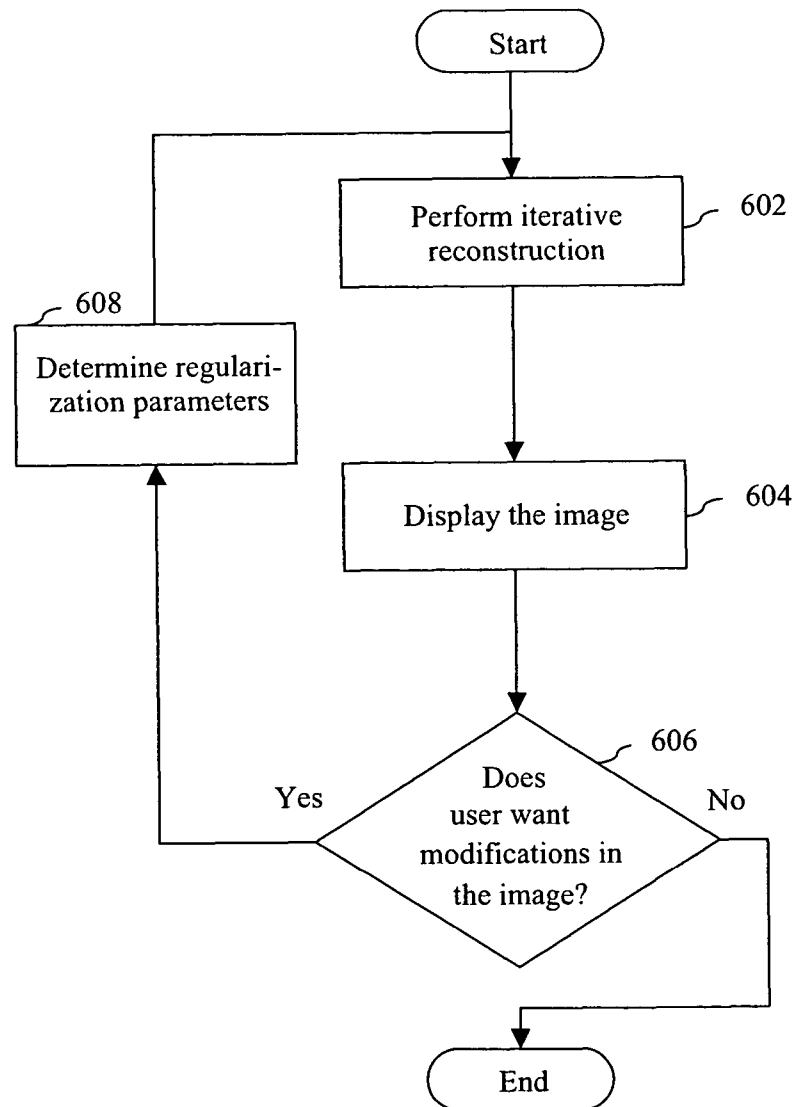 Start
Perform iterative
reconstruction
602
608
Determine regulari-
zation parameters
Display the image
604
606
Does
user want
modifications in
the image?
Yes
No
End